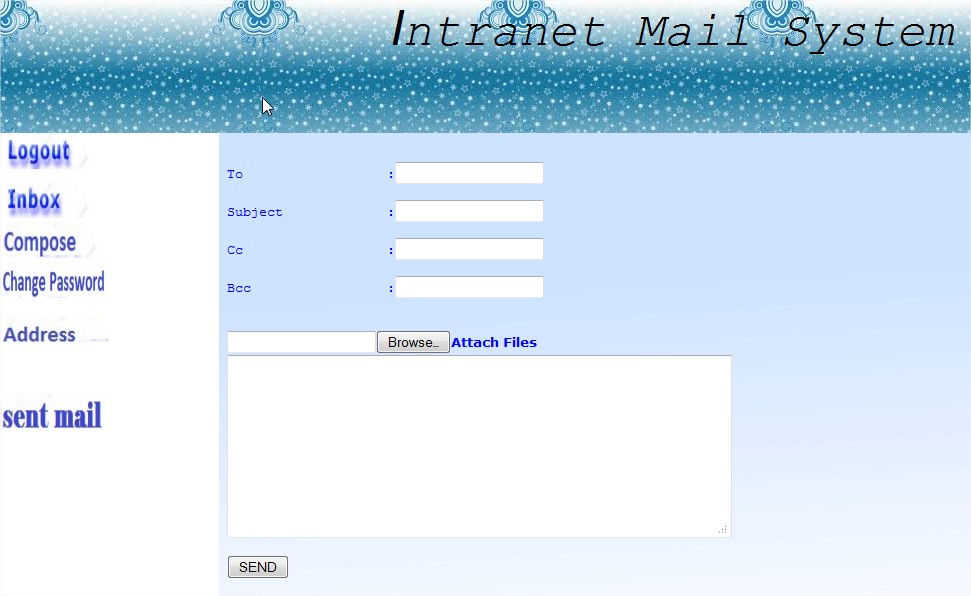 Intranet Mail System
Logout
Inbox
Compose
Change Password
Address
sent mail
To :
Subject :
Cc :
Bcc :
Browse… Attach Files
SEND